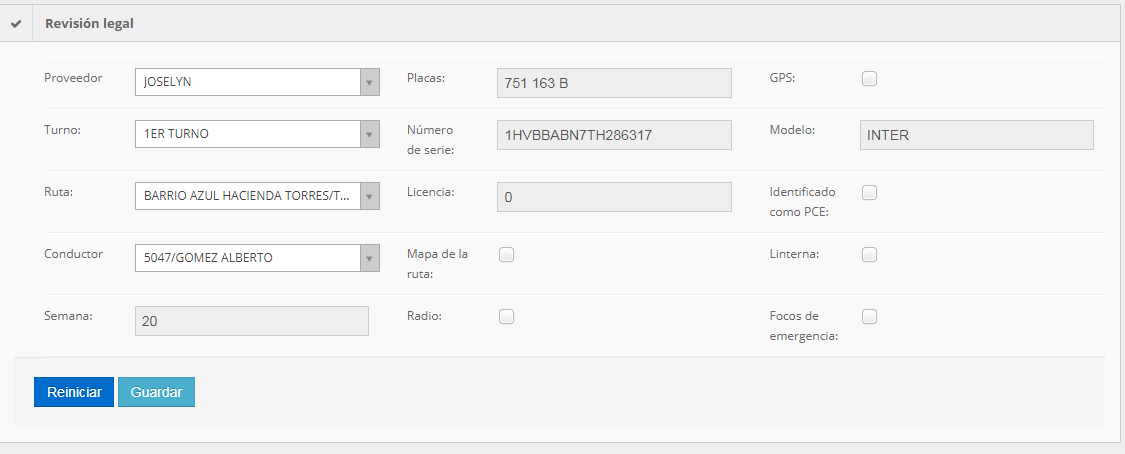 Revisión legal
Proveedor JOSELYN Placas: 751 163 B GPS:
Turno: 1ER TURNO Número de serie: 1HVBBABN7TH286317 Modelo: INTER
Ruta: BARRIO AZUL HACIENDA TORRES/T... Licencia: 0 Identificado como PCE:
Conductor 5047/GOMEZ ALBERTO Mapa de la ruta: Linterna:
Semana: 20 Radio: Focos de emergencia:
Reiniciar Guardar